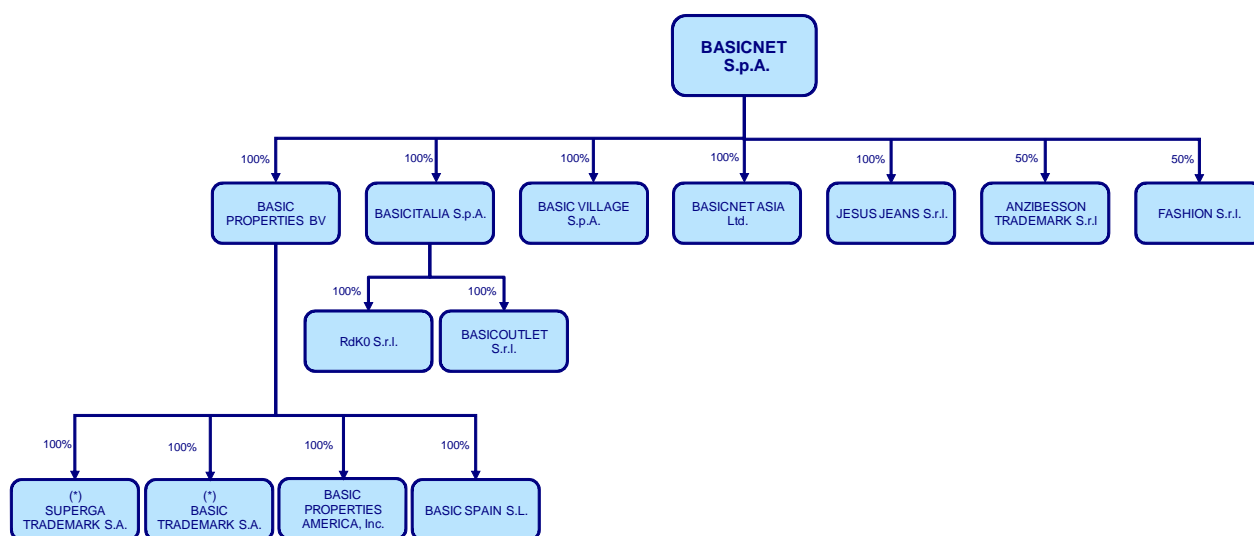 BASICNET
S.p.A.
100%
100%
100%
100%
100%
50%
50%
BASIC
PROPERTIES BV
BASICITALIA S.p.A.
BASIC VILLAGE
S.p.A.
BASICNET ASIA
Ltd.
JESUS JEANS S.r.l.
ANZIBESSON
TRADEMARK S.r.l
FASHION S.r.l.
100%
100%
RdK0 S.r.l.
BASICOUTLET
S.r.l.
100%
100%
100%
100%
(*)
SUPERGA
TRADEMARK S.A.
(*)
BASIC
TRADEMARK S.A.
BASIC
PROPERTIES
AMERICA, Inc.
BASIC SPAIN S.L.